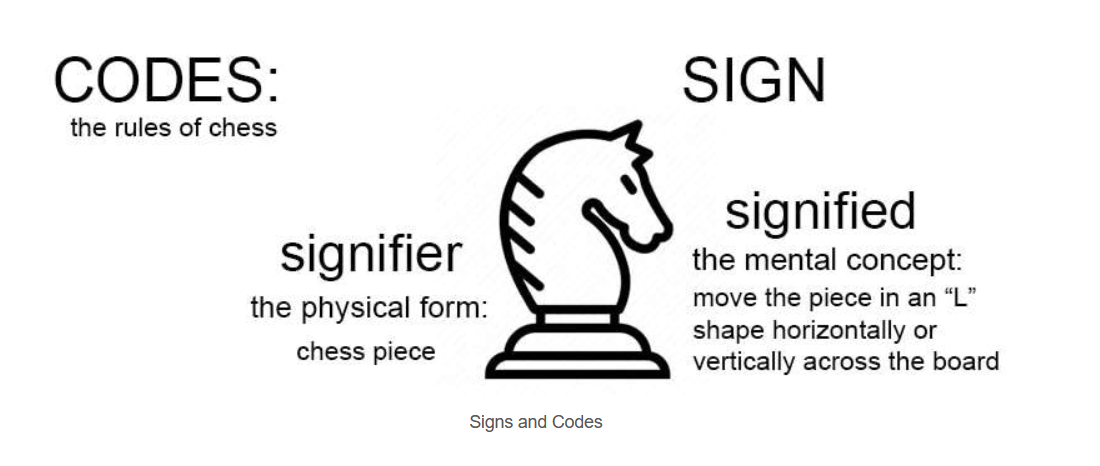 CODES:
the rules of chess
SIGN
signifier
the physical form:
chess piece
signified
the mental concept:
move the piece in an “L”
shape horizontally or
vertically across the board
Signs and Codes